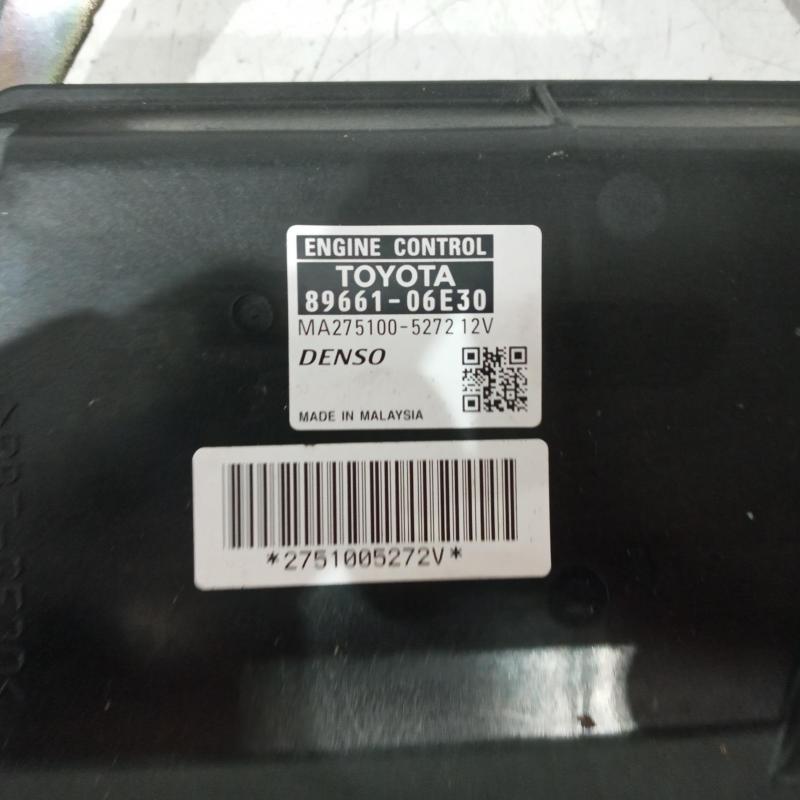 ENGINE CONTROL
TOYOTA
89661-06E30
MA275100-5272 12V
DENSO
MADE IN MALAYSIA
*2751005272V*